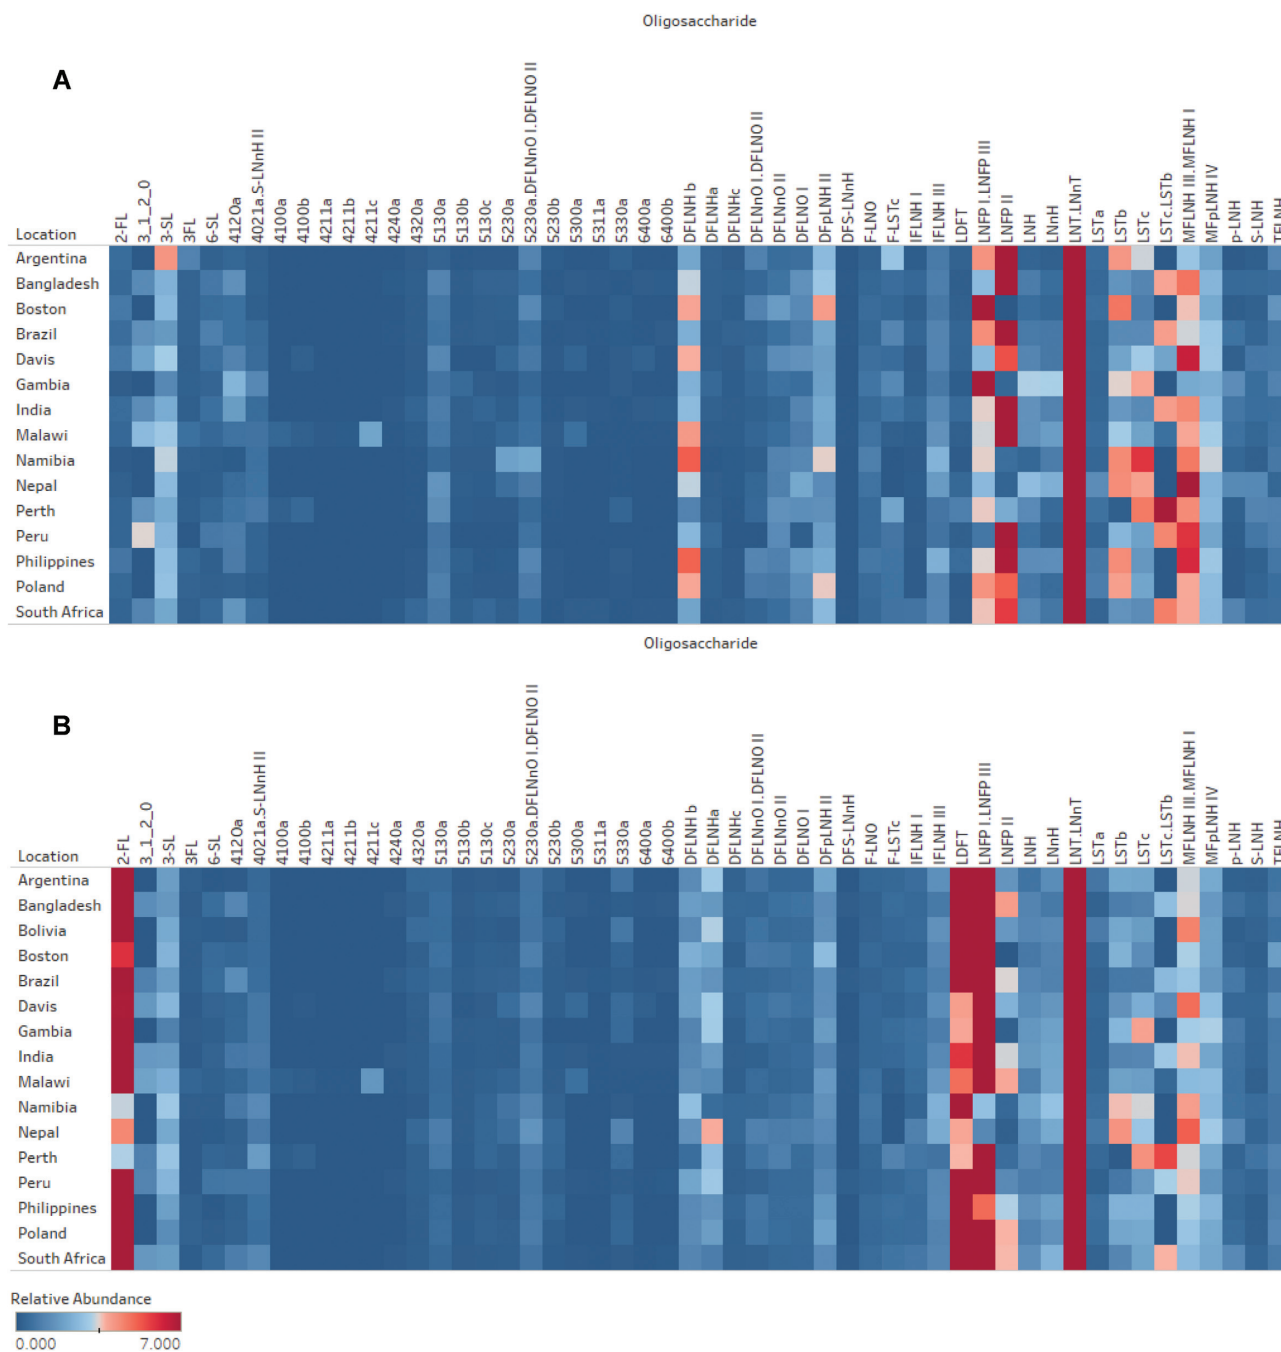 Oligosaccharide
A
Location
2-FL
3_1_2_0
3-SL
3FL
6-SL
4120a
4021a.S-LNnH II
4100a
4100b
4211a
4211b
4211c
4240a
4320a
5130a
5130b
5130c
5230a
5230a.DFLNnO I.DFLNO II
5230b
5300a
5311a
5330a
6400a
6400b
DFLNH b
DFLNHa
DFLNHc
DFLNnO I.DFLNO II
DFLNnO II
DFLNO I
DFpLNH II
DFS-LNnH
F-LNO
F-LSTc
IFLNH I
IFLNH III
LDFT
LNFP I.LNFP III
LNFP II
LNH
LNnH
LNT.LNnT
LSTa
LSTb
LSTc
LSTc.LSTb
MFLNH III.MFLNH I
MFpLNH IV
p-LNH
S-LNH
TFLNH
Argentina
Bangladesh
Boston
Brazil
Davis
Gambia
India
Malawi
Namibia
Nepal
Perth
Peru
Philippines
Poland
South Africa
Oligosaccharide
B
Location
2-FL
3_1_2_0
3-SL
3FL
6-SL
4120a
4021a.S-LNnH II
4100a
4100b
4211a
4211b
4211c
4240a
4320a
5130a
5130b
5130c
5230a
5230a.DFLNnO I.DFLNO II
5230b
5300a
5311a
5330a
6400a
6400b
DFLNH b
DFLNHa
DFLNHc
DFLNnO I.DFLNO II
DFLNnO II
DFLNO I
DFpLNH II
DFS-LNnH
F-LNO
F-LSTc
IFLNH I
IFLNH III
LDFT
LNFP I.LNFP III
LNFP II
LNH
LNnH
LNT.LNnT
LSTa
LSTb
LSTc
LSTc.LSTb
MFLNH III.MFLNH I
MFpLNH IV
p-LNH
S-LNH
TFLNH
Argentina
Bangladesh
Bolivia
Boston
Brazil
Davis
Gambia
India
Malawi
Namibia
Nepal
Perth
Peru
Philippines
Poland
South Africa
Relative Abundance
0.000 7.000